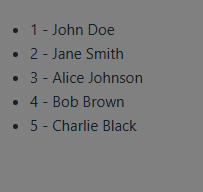 • 1 - John Doe
• 2 - Jane Smith
• 3 - Alice Johnson
• 4 - Bob Brown
• 5 - Charlie Black